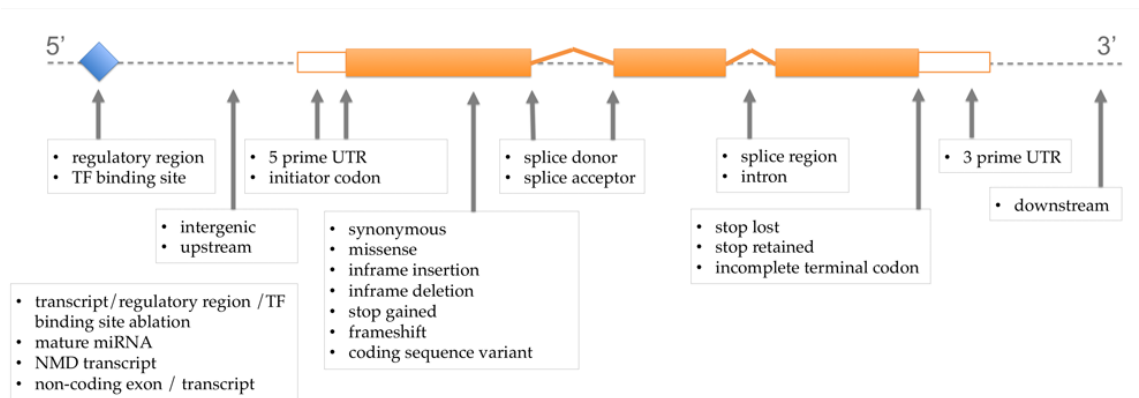 5’
3’
• regulatory region
• TF binding site
• 5 prime UTR
• initiator codon
• splice donor
• splice acceptor
• splice region
• intron
• 3 prime UTR
• intergenic
• upstream
• synonymous
• missense
• inframe insertion
• inframe deletion
• stop gained
• frameshift
• coding sequence variant
• stop lost
• stop retained
• incomplete terminal codon
• downstream
• transcript/regulatory region /TF
binding site ablation
• mature miRNA
• NMD transcript
• non-coding exon / transcript